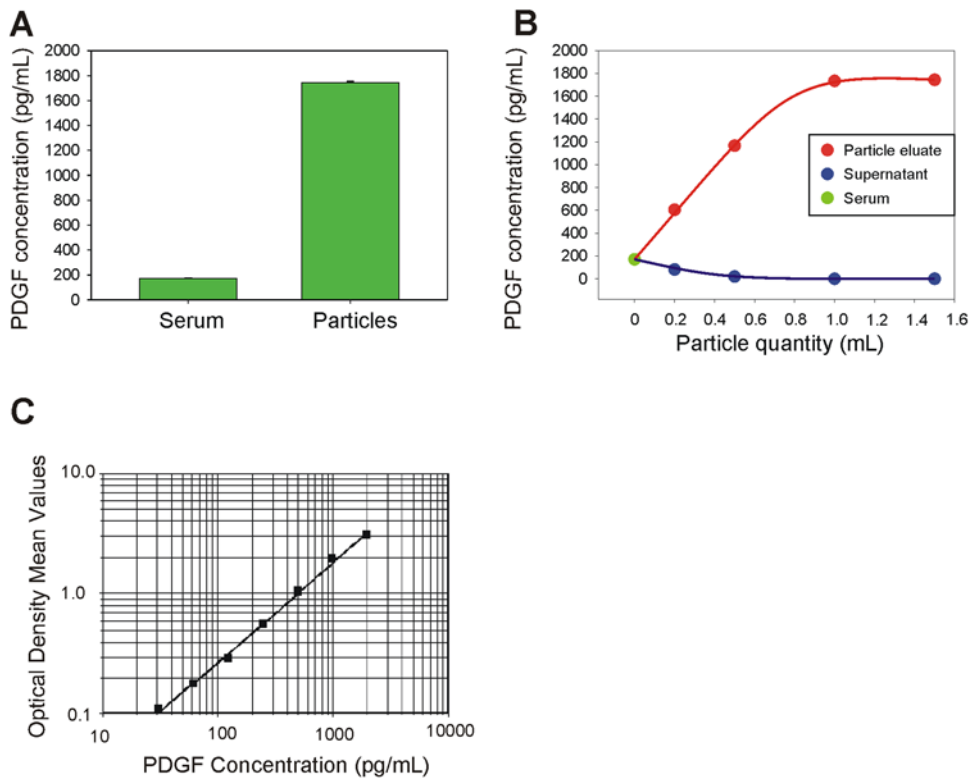 A
PDGF concentration (pg/mL)
2000
1800
1600
1400
1200
1000
800
600
400
200
0
Serum
Particles
B
PDGF concentration (pg/mL)
2000
1800
1600
1400
1200
1000
800
600
400
200
0
Particle eluate
Supernatant
Serum
0
0.2
0.4
0.6
0.8
1.0
1.2
1.4
1.6
Particle quantity (mL)
C
Optical Density Mean Values
10.0
1.0
0.1
10
100
1000
10000
PDGF Concentration (pg/mL)